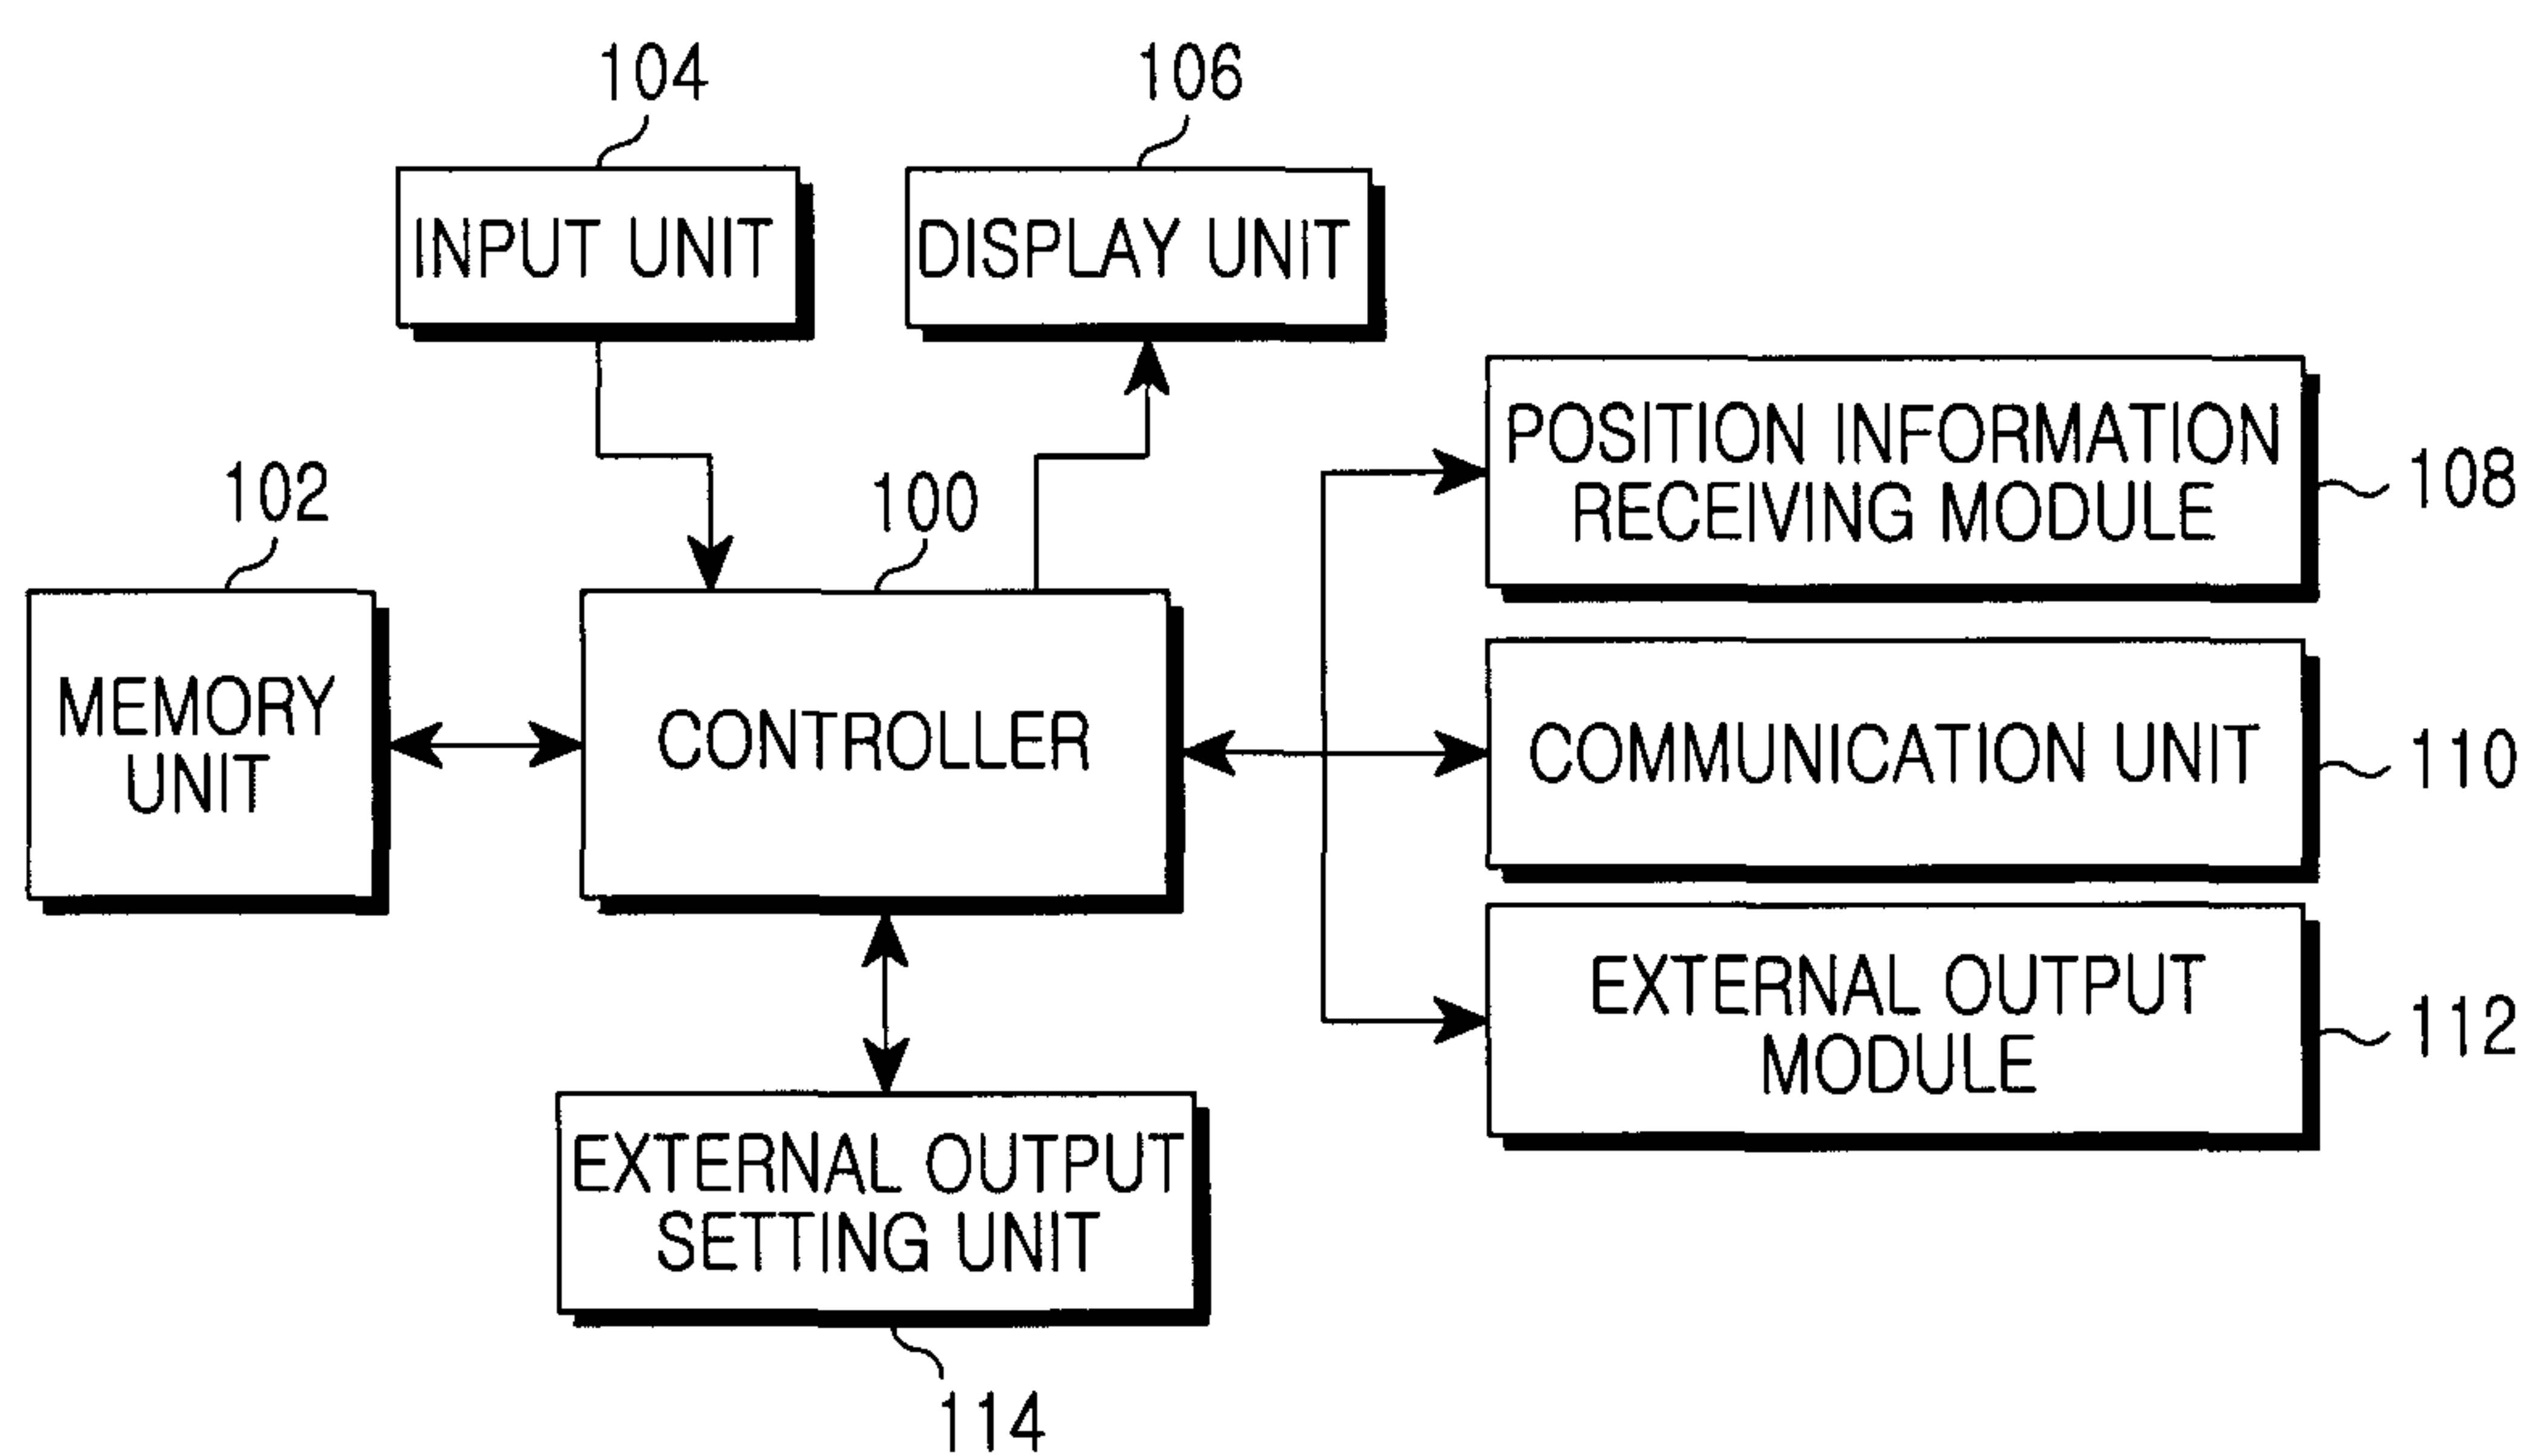 104
106
INPUT UNIT
DISPLAY UNIT
POSITION INFORMATION
RECEIVING MODULE
108
102
100
MEMORY
UNIT
CONTROLLER
COMMUNICATION UNIT
110
EXTERNAL OUTPUT
MODULE
112
EXTERNAL OUTPUT
SETTING UNIT
114